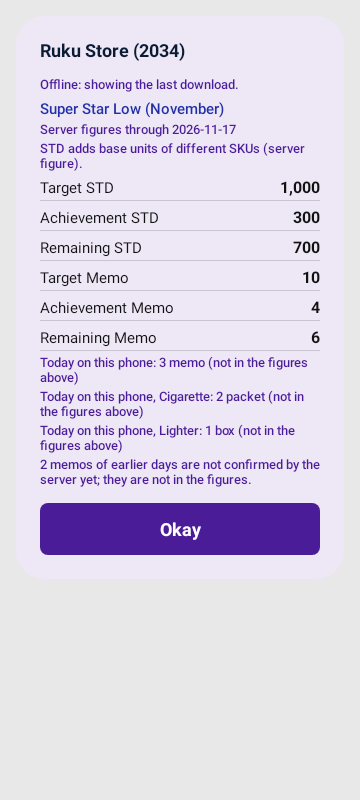 Ruku Store (2034)
Offline: showing the last download.
Super Star Low (November)
Server figures through 2026-11-17
STD adds base units of different SKUs (server
figure).
Target STD 1,000
Achievement STD 300
Remaining STD 700
Target Memo 10
Achievement Memo 4
Remaining Memo 6
Today on this phone: 3 memo (not in the figures
above)
Today on this phone, Cigarette: 2 packet (not in
the figures above)
Today on this phone, Lighter: 1 box (not in the
figures above)
2 memos of earlier days are not confirmed by the
server yet; they are not in the figures.
Okay